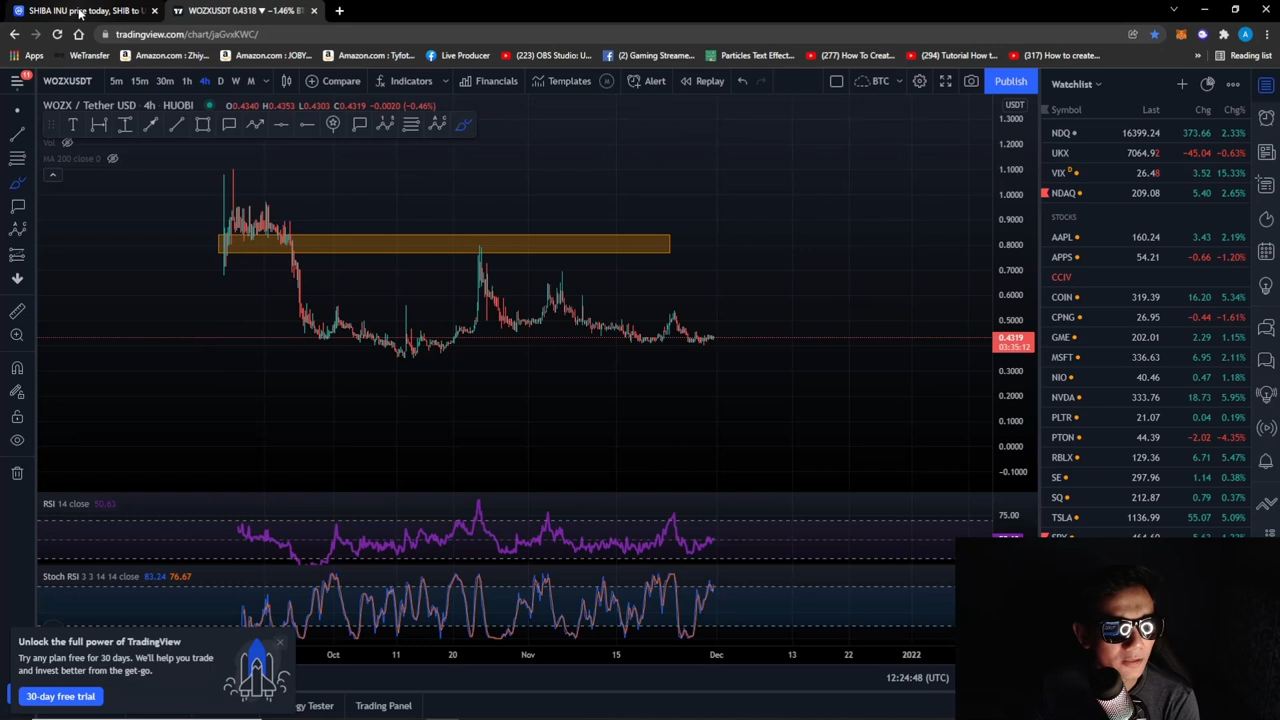 SHIBA INU price today, SHIB to U
WOZXUSDT 0.4318 ▼ −1.46% B
tradingview.com/chart/jaGvxKWC/
Apps
WeTransfer
Amazon.com : Zhiy...
Amazon.com : JOBY...
Amazon.com : Tyfot...
Live Producer
(223) OBS Studio: U...
(2) Gaming Streame...
Particles Text Effect...
(277) How To Creat...
(294) Tutorial How t...
(317) How to create...
»
Reading list
11
WOZXUSDT
5m 15m 30m 1h 4h D W M
Compare
Indicators
Financials
Templates
M
Alert
Replay
BTC
Publish
WOZX / Tether USD · 4h · HUOBI
O0.4340 H0.4353 L0.4303 C0.4319 −0.0020 (−0.46%)
Vol
MA 200 close 0
USDT
1.3000
1.2000
1.1000
1.0000
0.9000
0.8000
0.7000
0.6000
0.5000
0.4319
03:35:12
0.3000
0.2000
0.1000
0.0000
-0.1000
RSI 14 close 50.63
75.00
Stoch RSI 3 3 14 14 close 83.24 76.67
Oct 11 20 Nov 15 Dec 13 22 2022
12:24:48 (UTC)
Unlock the full power of TradingView
Try any plan free for 30 days. We'll help you trade
and invest better from the get-go.
30-day free trial
gy Tester
Trading Panel
Watchlist
Symbol Last Chg Chg%
NDQ 16399.24 373.66 2.33%
UKX 7064.92 −45.04 −0.63%
VIX D 26.48 3.52 15.33%
NDAQ 209.08 5.40 2.65%
STOCKS
AAPL 160.24 3.43 2.19%
APPS 54.21 −0.66 −1.20%
CCIV
COIN 319.39 16.20 5.34%
CPNG 26.95 −0.44 −1.61%
GME 202.01 2.29 1.15%
MSFT 336.63 6.95 2.11%
NIO 40.46 0.47 1.18%
NVDA 333.76 18.73 5.95%
PLTR 21.07 0.04 0.19%
PTON 44.39 −2.02 −4.35%
RBLX 129.36 6.71 5.47%
SE 297.96 1.14 0.38%
SQ 212.87 0.79 0.37%
TSLA 1136.99 55.07 5.09%